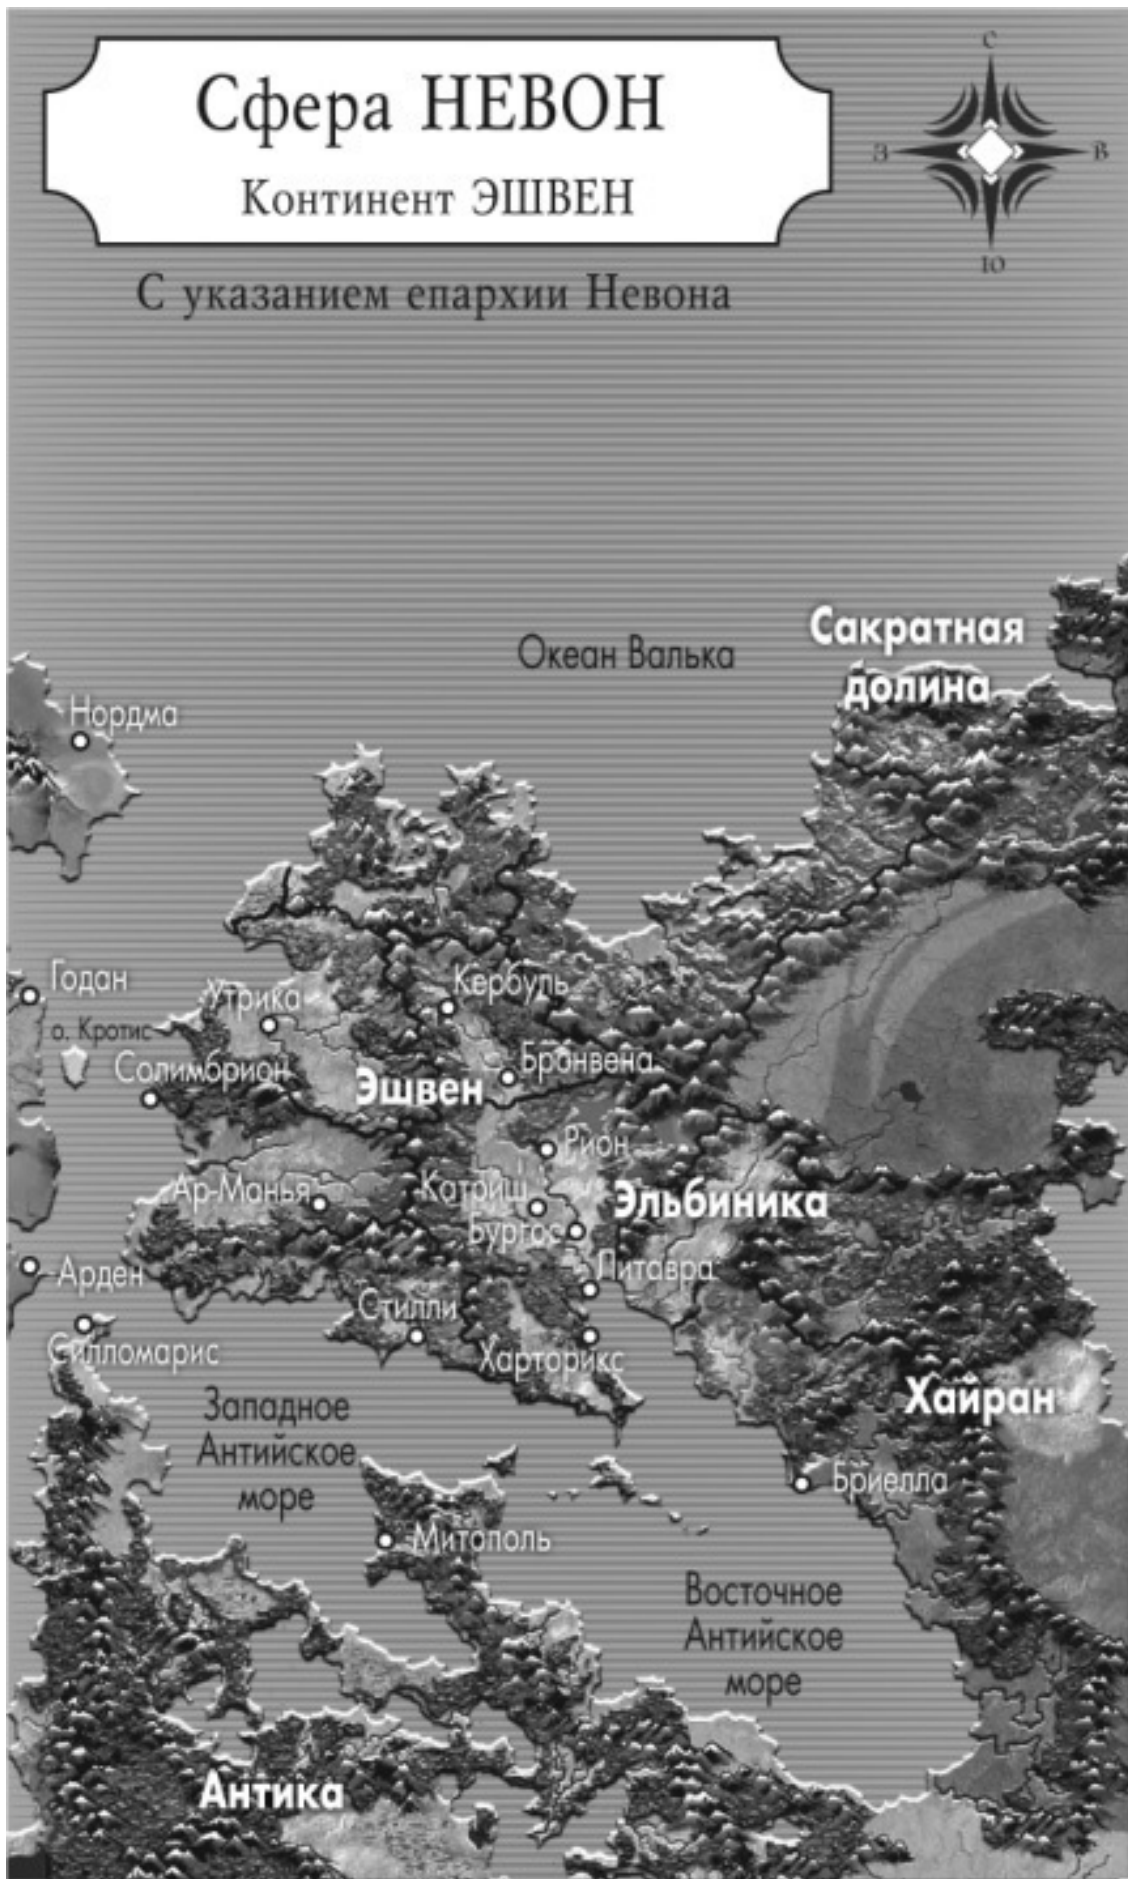 Сфера НЕВОН
Континент ЭШВЕН
С указанием епархии Невона
С
З
В
Ю
Сакратная
долина
Океан Валька
Нордма
Годан
о. Кротис
Утрика
Кербуль
Солимбрион
Эшвен
Бронвена
Рион
Ар-Манья
Катриш
Эльбиника
Бургос
Арден
Литавра
Стилли
Силломарис
Харторикс
Хайран
Западное
Антийское
море
Бриелла
Митополь
Восточное
Антийское
море
Антика